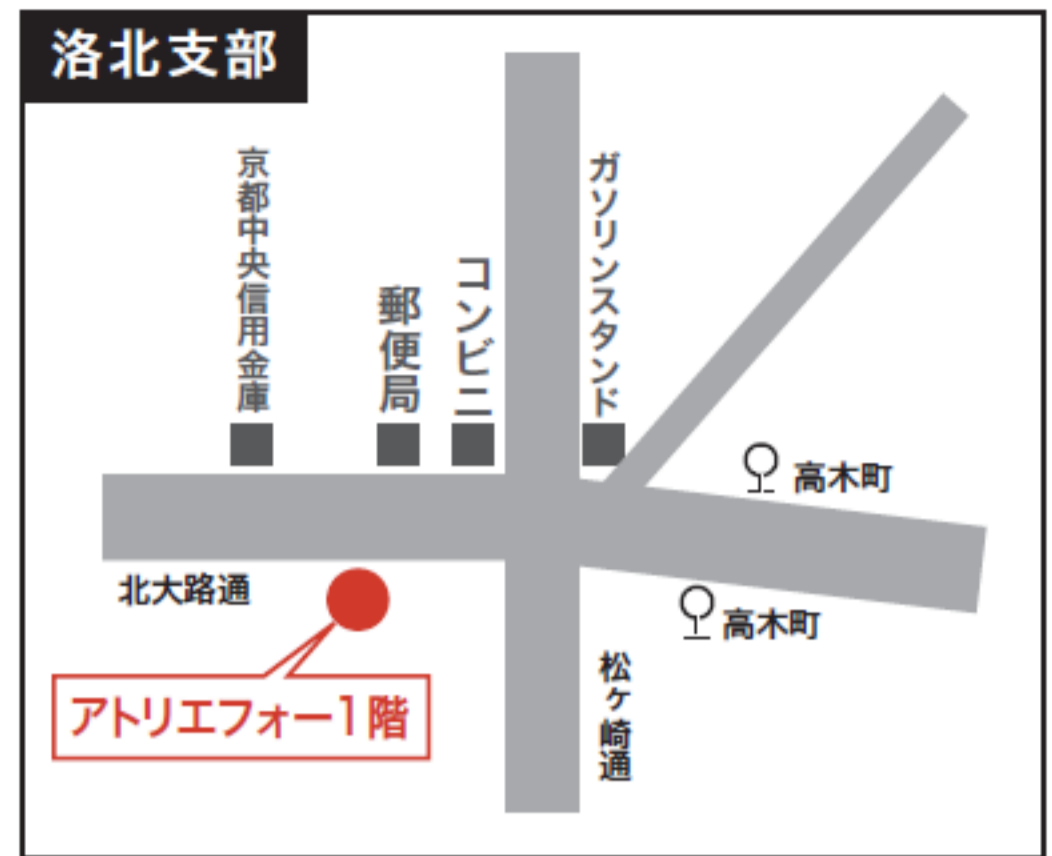 洛北支部
京都中央信用金庫
郵便局
コンビニ
ガソリンスタンド
高木町
北大路通
高木町
松ヶ崎通
アトリエフォー1階